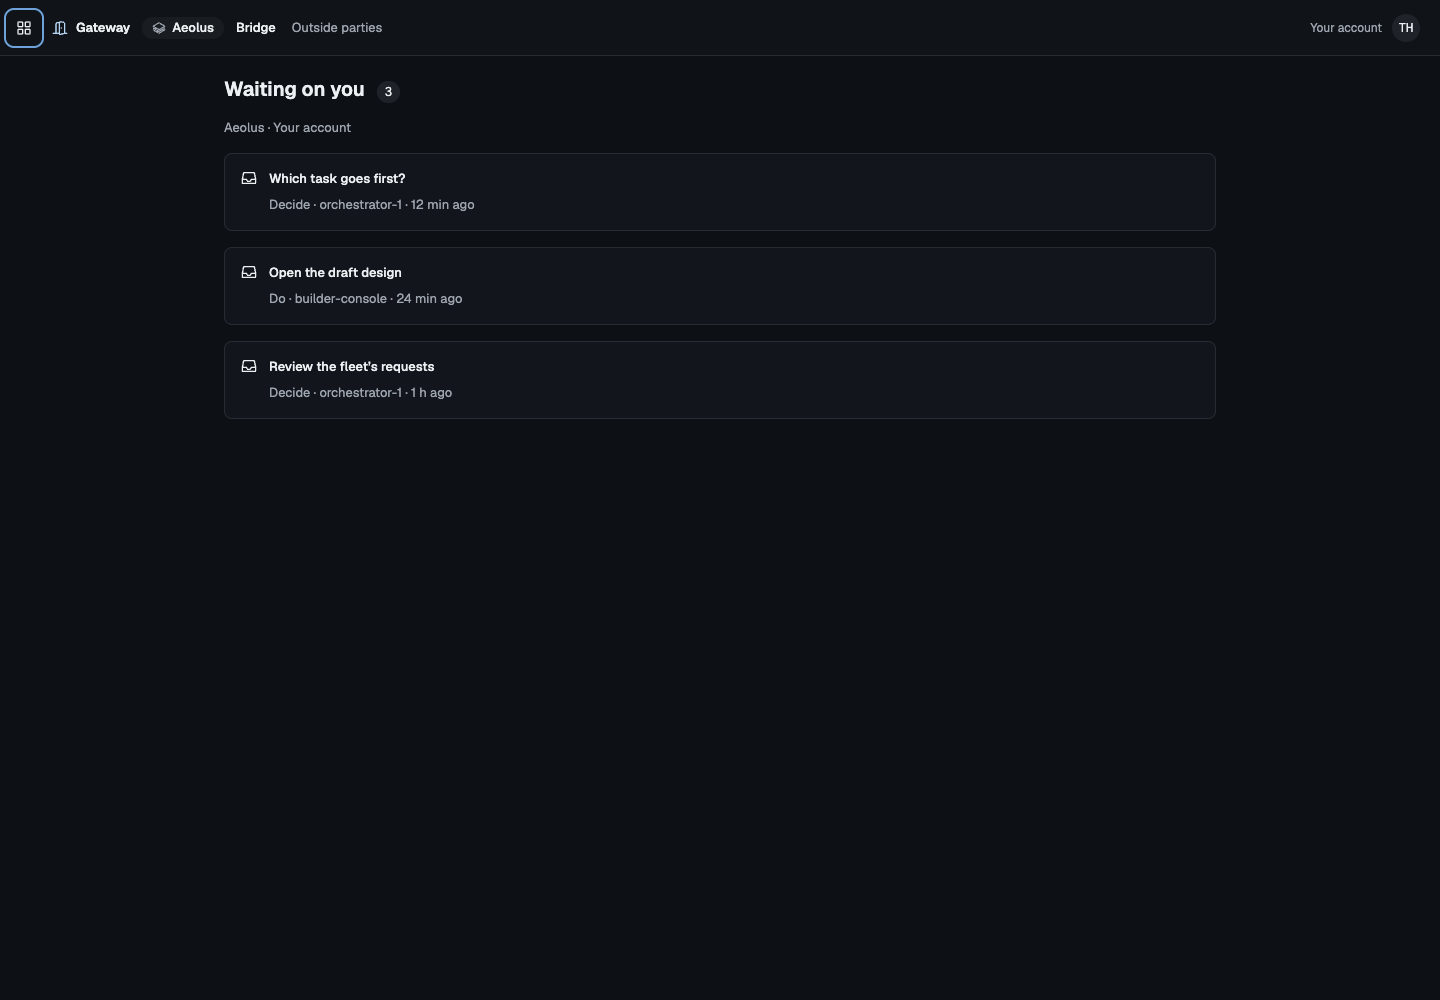 Gateway Aeolus Bridge Outside parties Your account TH
Waiting on you 3
Aeolus · Your account
Which task goes first?
Decide · orchestrator-1 · 12 min ago
Open the draft design
Do · builder-console · 24 min ago
Review the fleet's requests
Decide · orchestrator-1 · 1 h ago